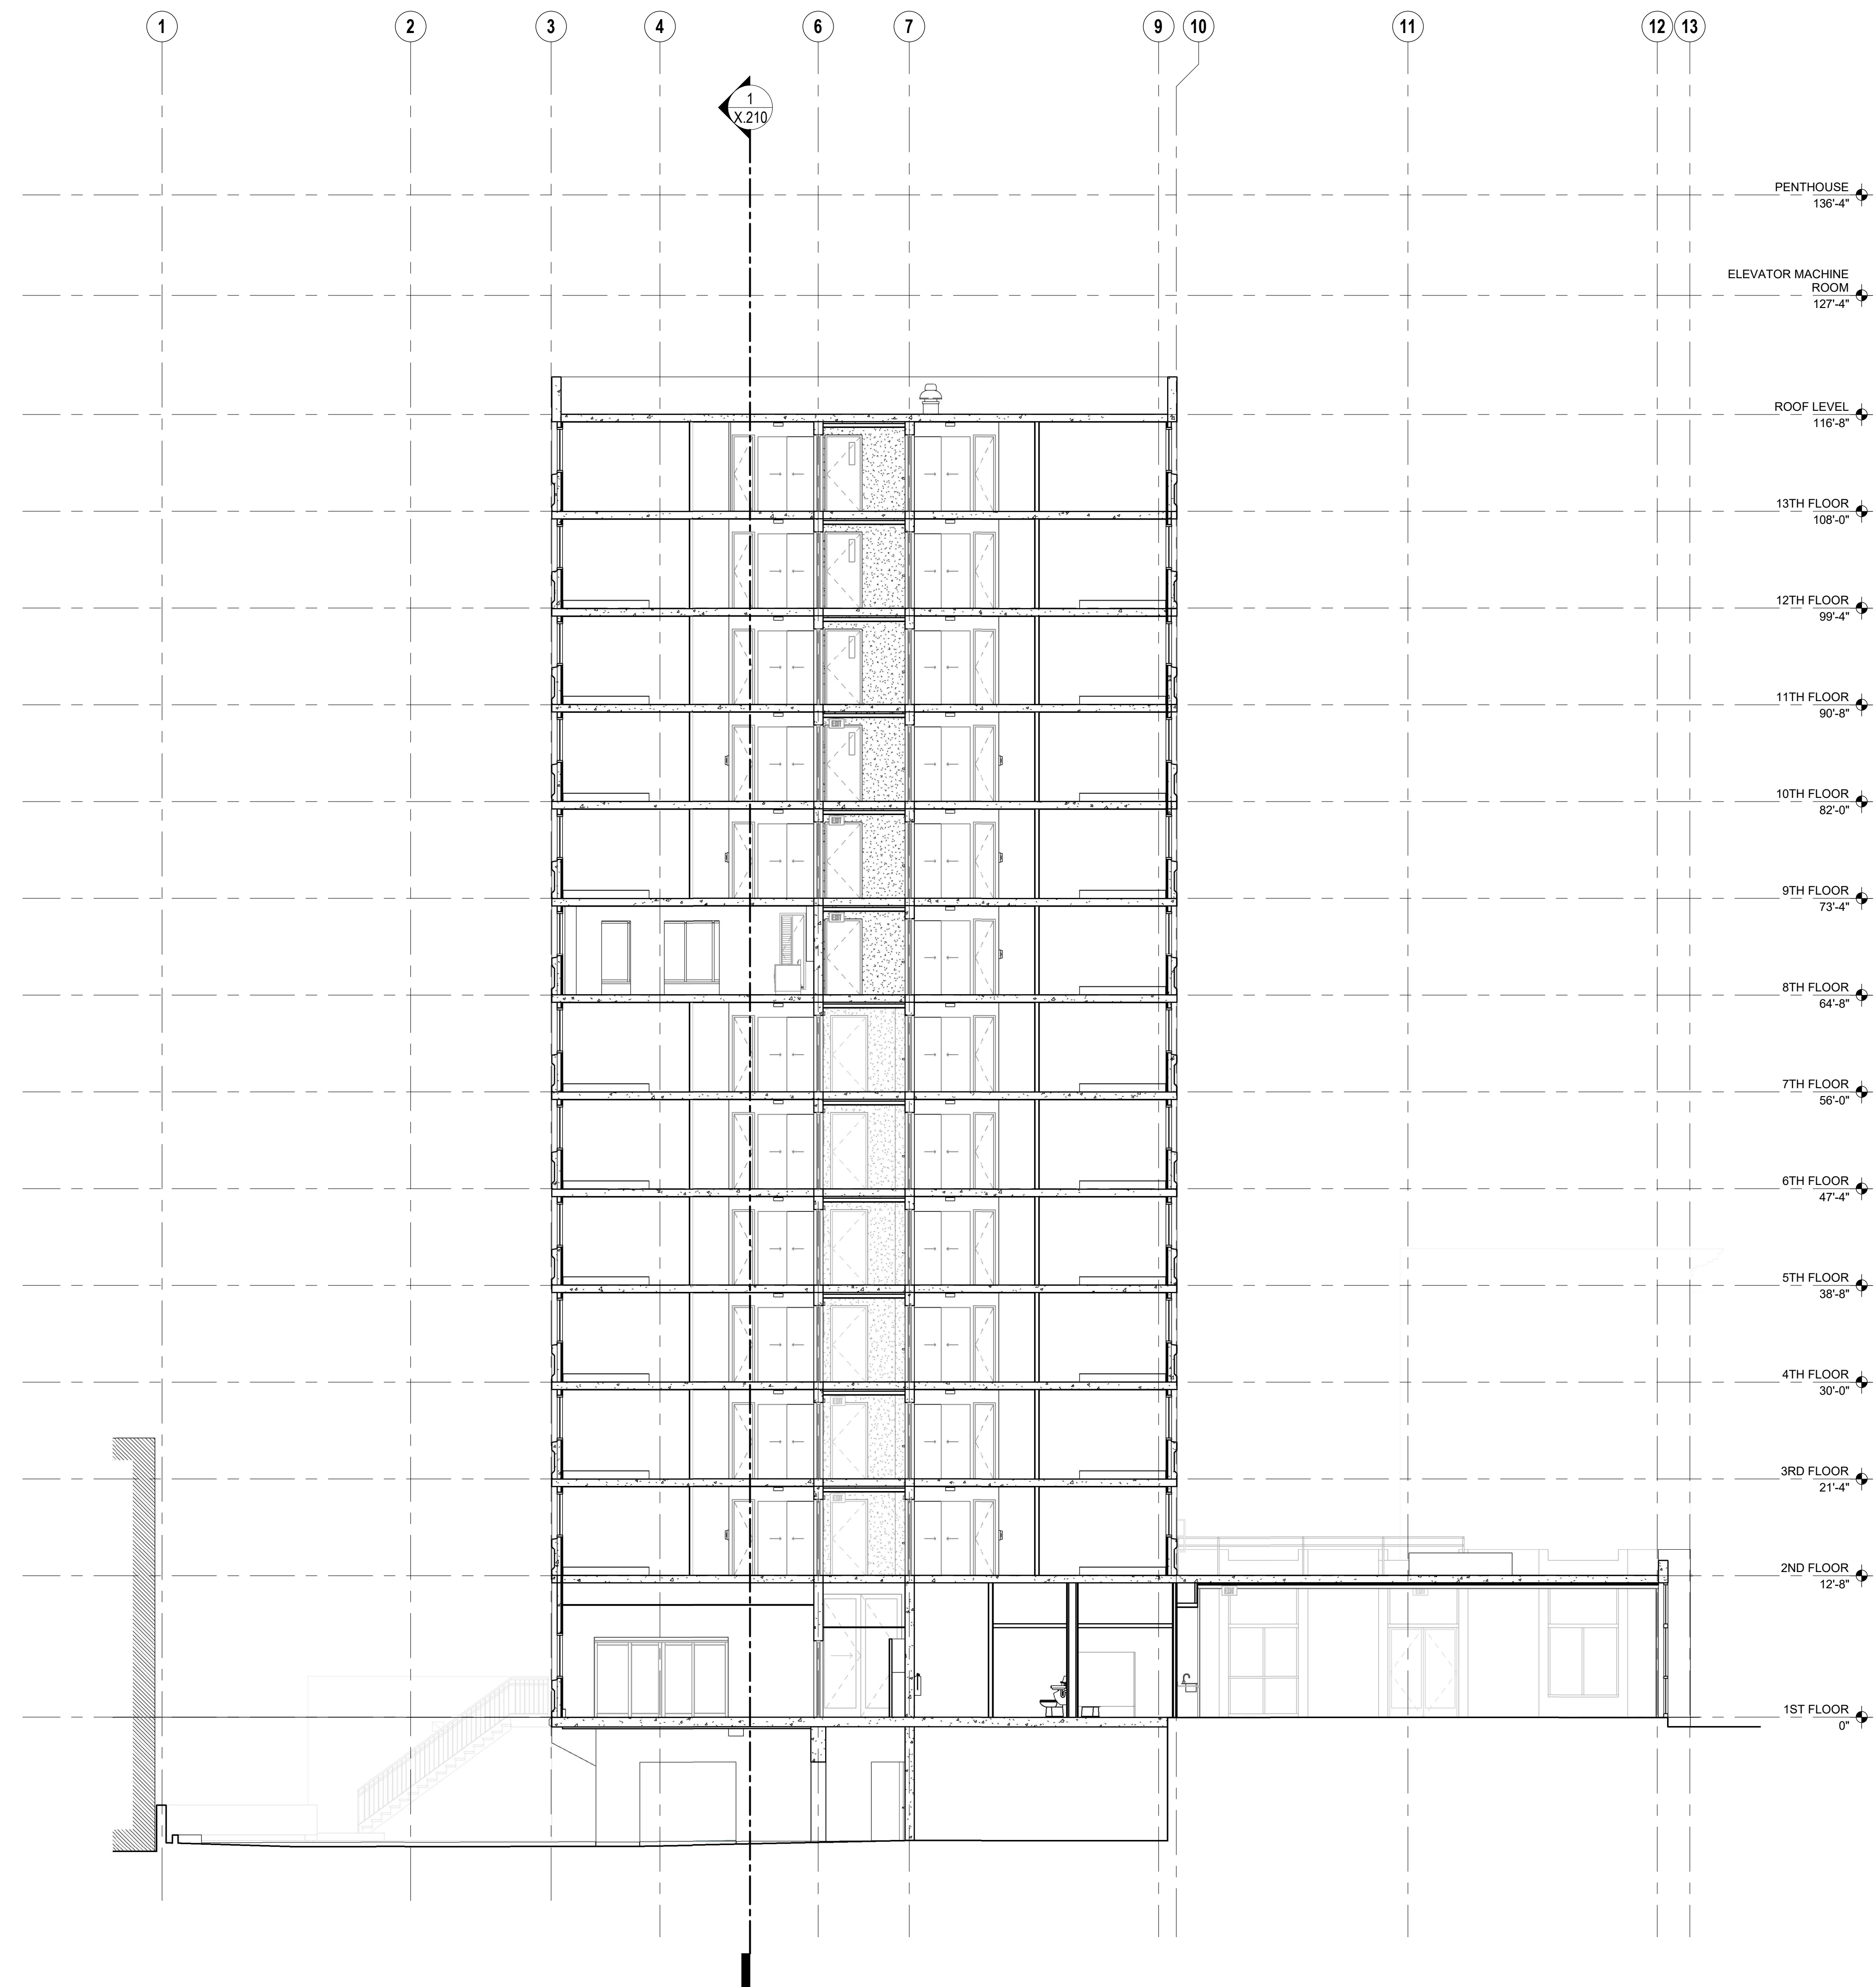 1 2 3 4 6 7 9 10 11 12 13
1
X.210
PENTHOUSE
136'-4"
ELEVATOR MACHINE
ROOM
127'-4"
ROOF LEVEL
116'-8"
13TH FLOOR
108'-0"
12TH FLOOR
99'-4"
11TH FLOOR
90'-8"
10TH FLOOR
82'-0"
9TH FLOOR
73'-4"
8TH FLOOR
64'-8"
7TH FLOOR
56'-0"
6TH FLOOR
47'-4"
5TH FLOOR
38'-8"
4TH FLOOR
30'-0"
3RD FLOOR
21'-4"
2ND FLOOR
12'-8"
1ST FLOOR
0"